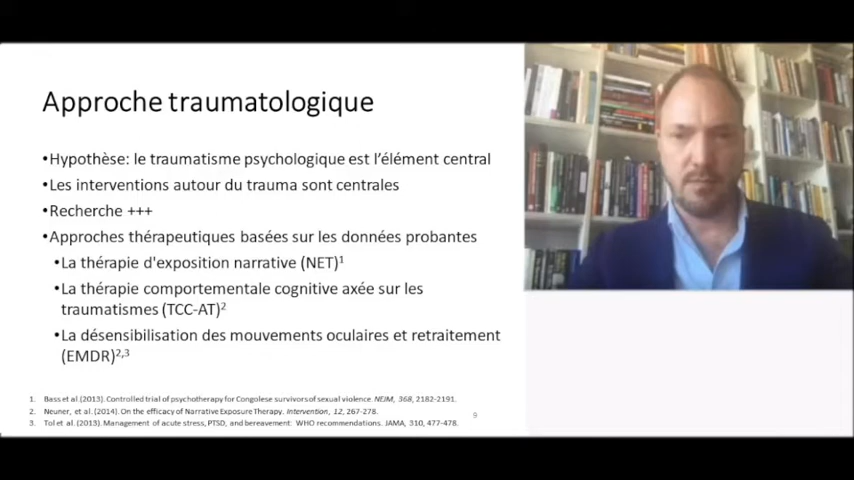 Approche traumatologique
•Hypothèse: le traumatisme psychologique est l'élément central
•Les interventions autour du trauma sont centrales
•Recherche +++
•Approches thérapeutiques basées sur les données probantes
•La thérapie d'exposition narrative (NET)¹
•La thérapie comportementale cognitive axée sur les
traumatismes (TCC-AT)²
•La désensibilisation des mouvements oculaires et retraitement
(EMDR)²,³
1. Bass et al.(2013). Controlled trial of psychotherapy for Congolese survivors of sexual violence. NEJM, 368, 2182-2191.
2. Neuner, et al. (2014). On the efficacy of Narrative Exposure Therapy. Intervention, 12, 267-278.
3. Tol et al. (2013). Management of acute stress, PTSD, and bereavement: WHO recommendations. JAMA, 310, 477-478.
9